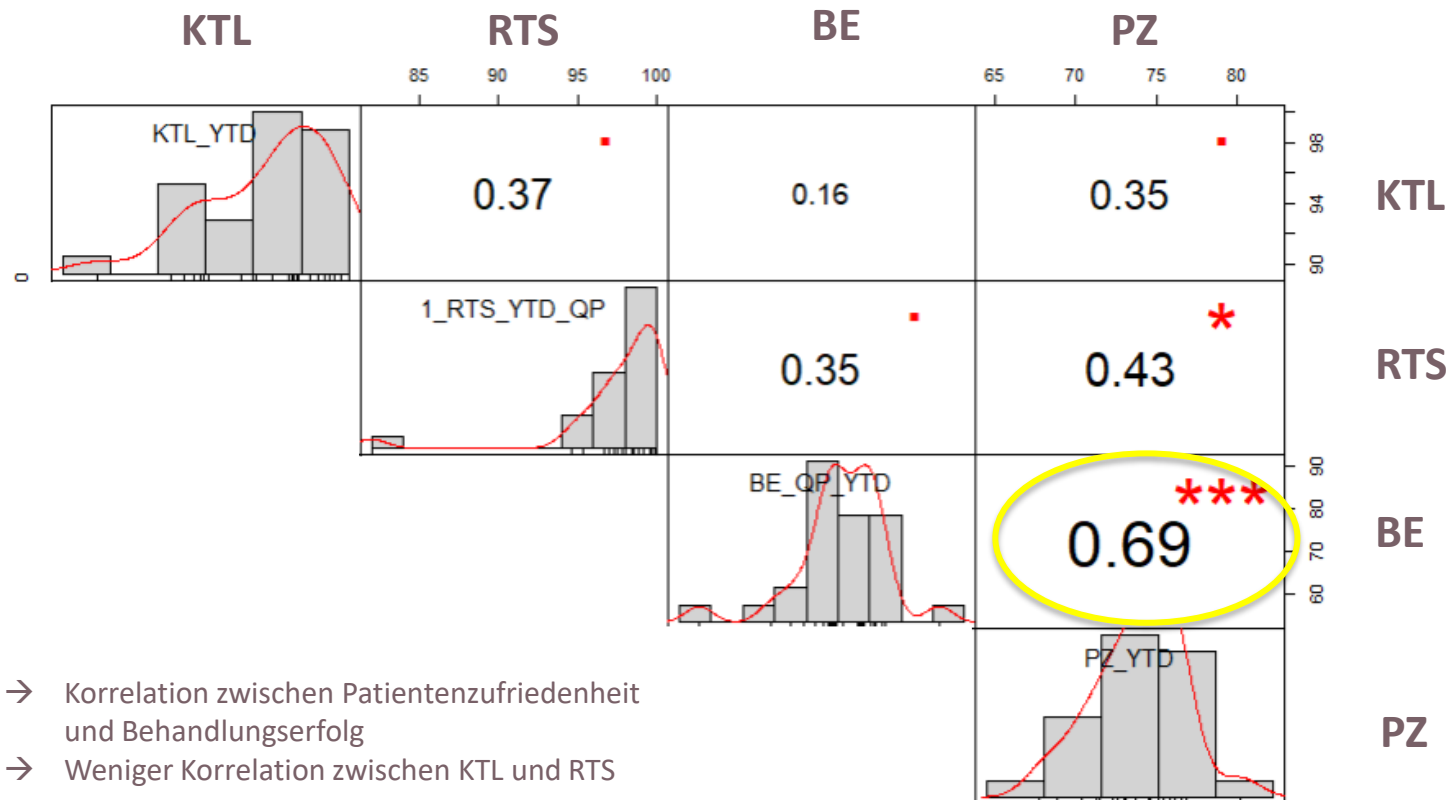 KTL RTS BE PZ
85 90 95 100 65 70 75 80
KTL_YTD
0.37
0.16
0.35
90 94 98
KTL
0
1_RTS_YTD_QP
0.35
0.43
*
RTS
BE_QP_YTD
0.69
***
60 70 80 90
BE
PZ_YTD
PZ
→ Korrelation zwischen Patientenzufriedenheit
und Behandlungserfolg
→ Weniger Korrelation zwischen KTL und RTS